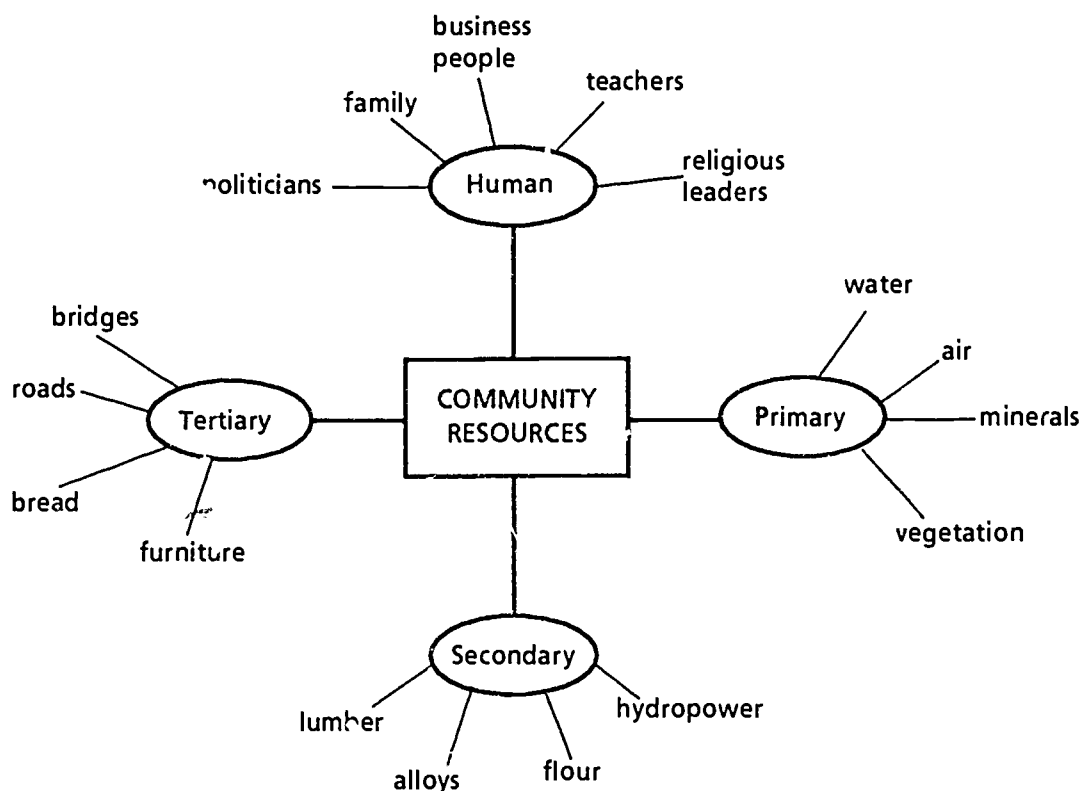 business
people
teachers
family
religious
leaders
politicians
Human
water
bridges
air
roads
COMMUNITY
RESOURCES
Tertiary
Primary
minerals
bread
vegetation
furniture
Secondary
lumber
hydropower
alloys
flour